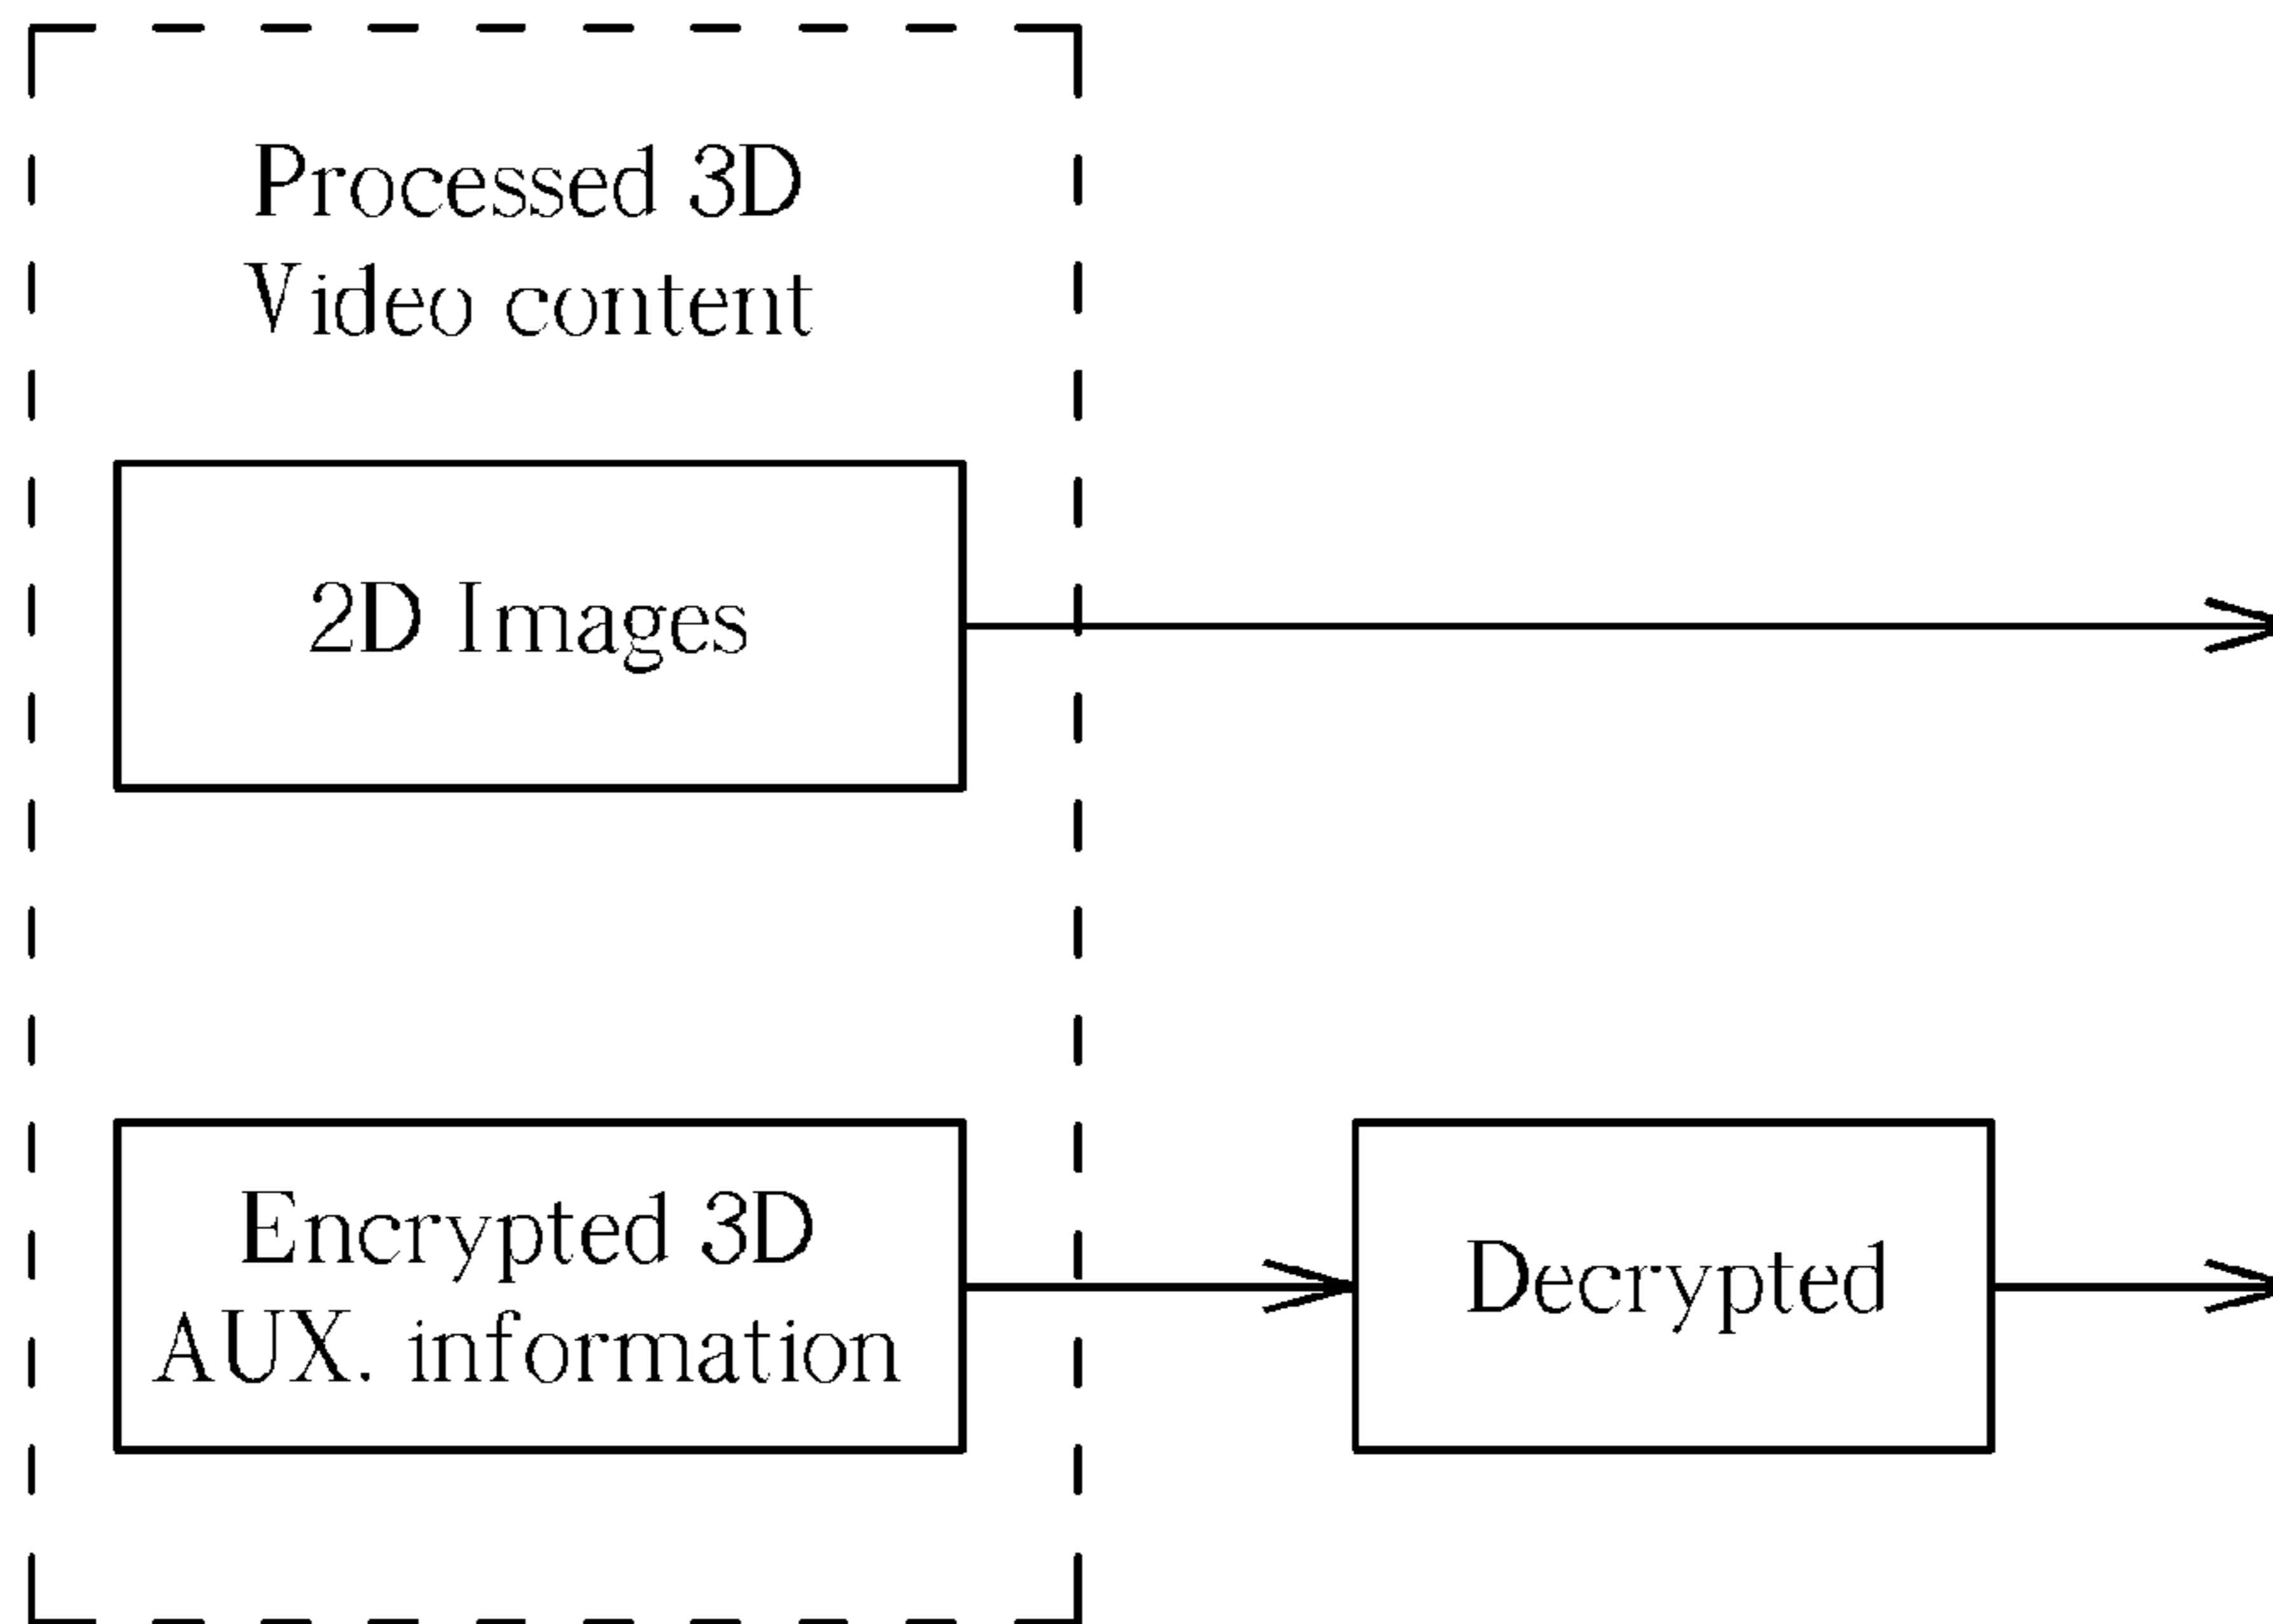 Processed 3D
Video content
2D Images
Encrypted 3D
AUX. information
Decrypted